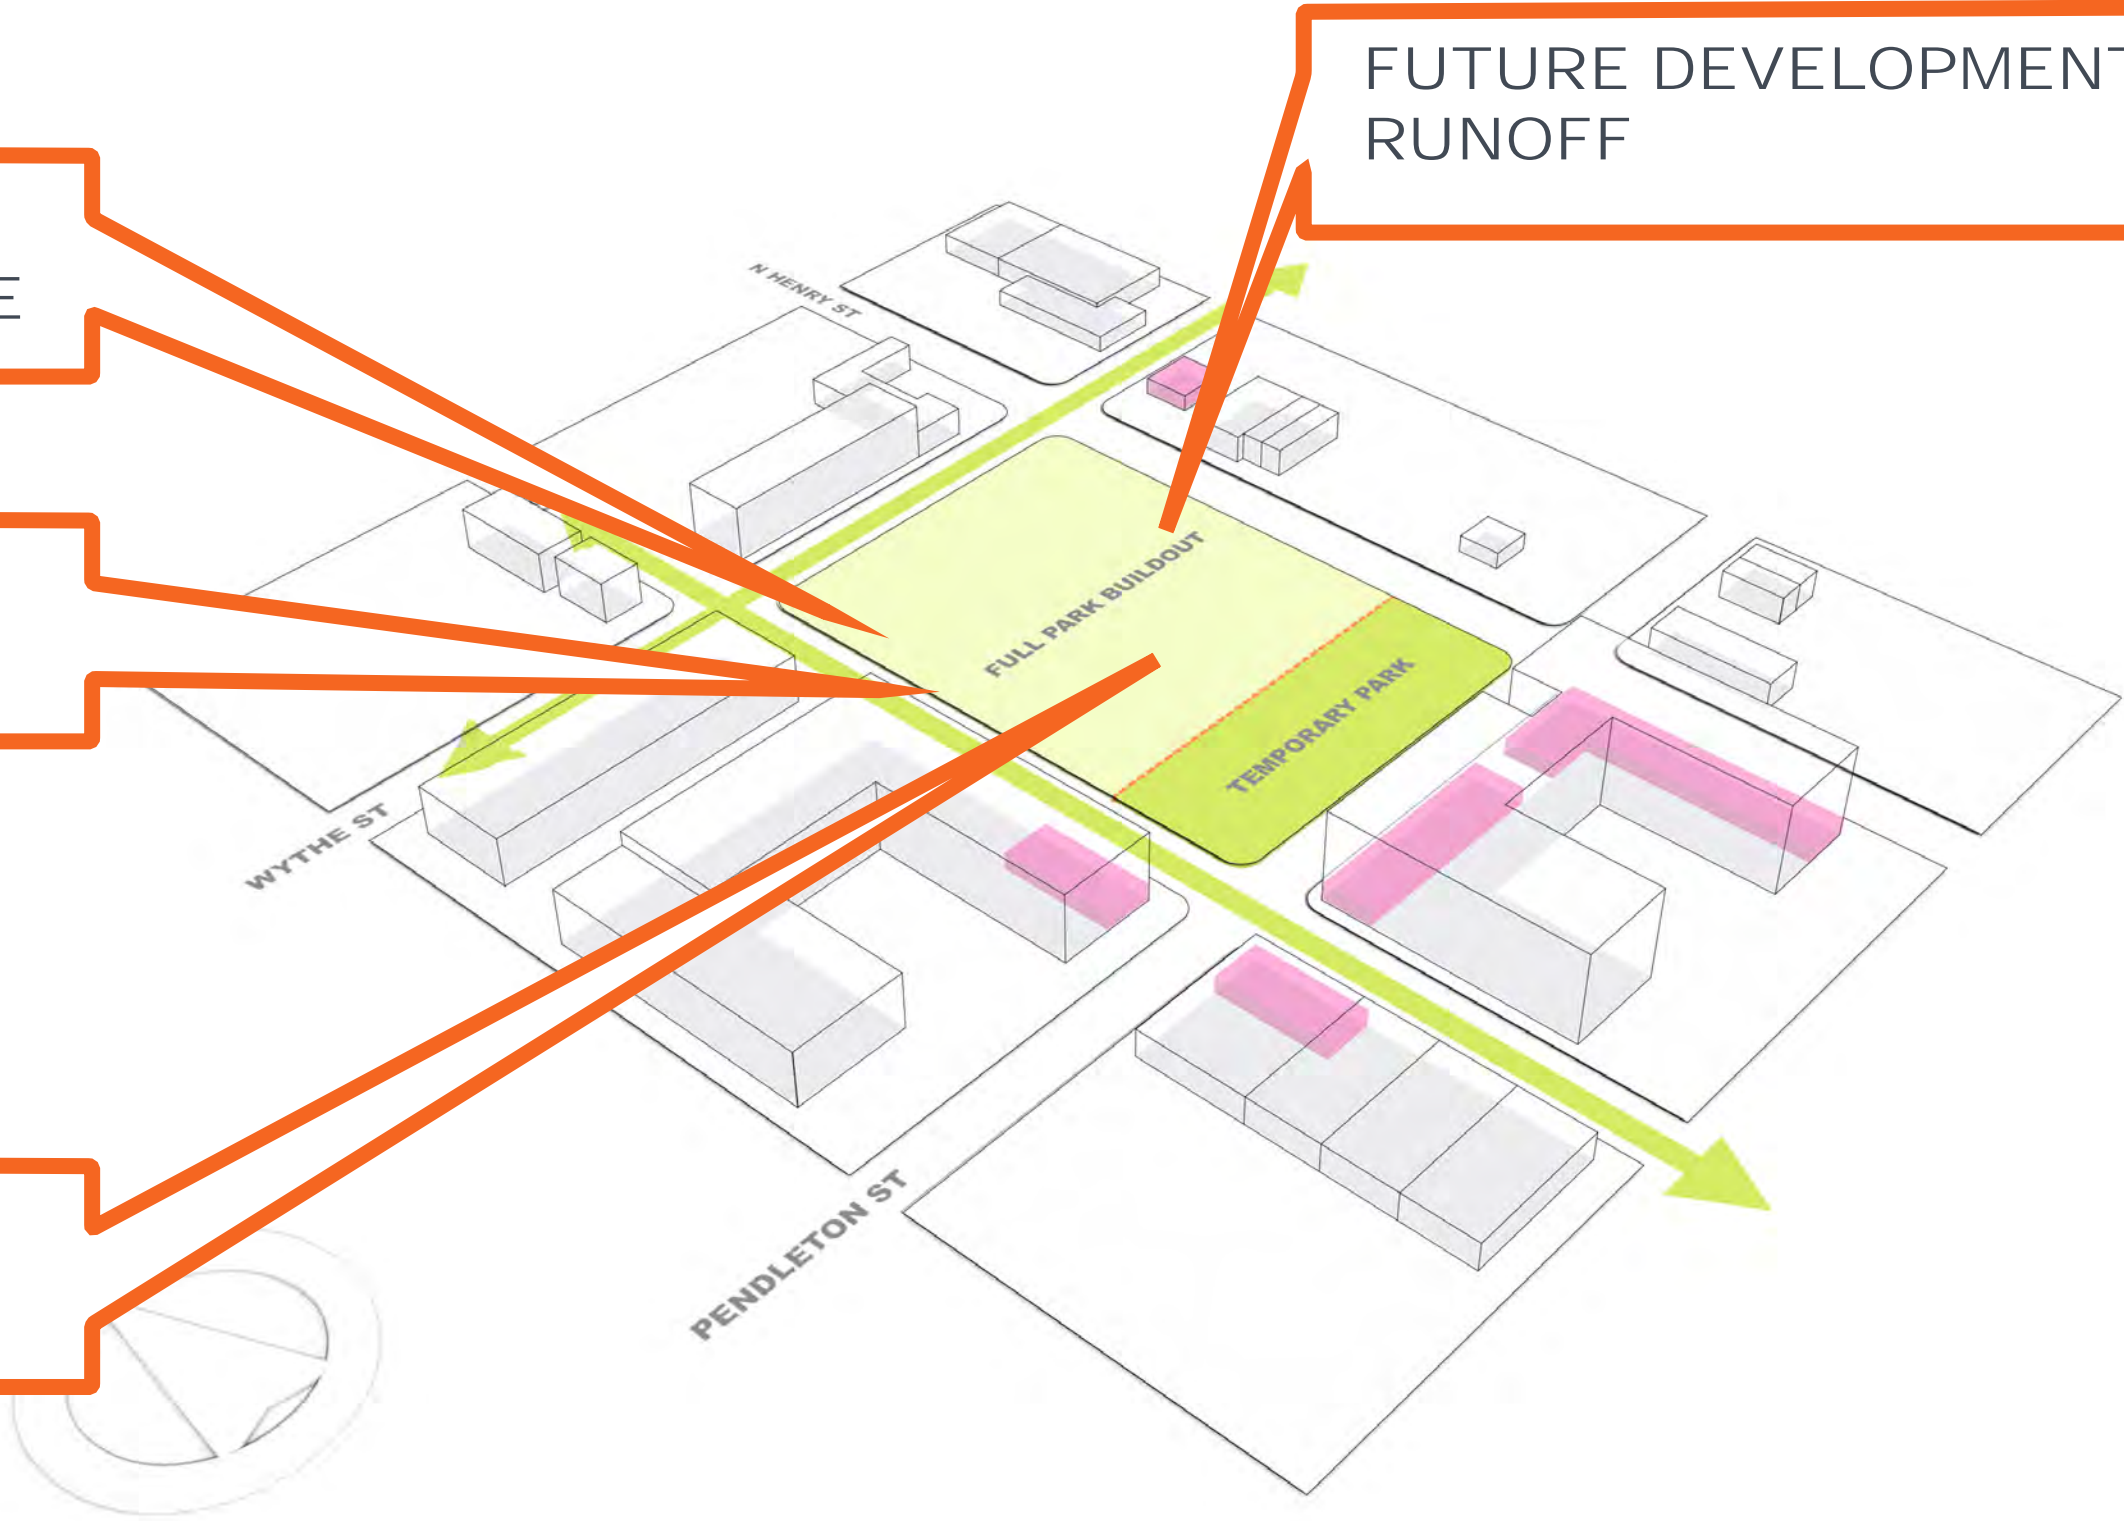 FUTURE DEVELOPMENT
RUNOFF
E
N HENRY ST
FULL PARK BUILDOUT
TEMPORARY PARK
WYTHE ST
PENDLETON ST